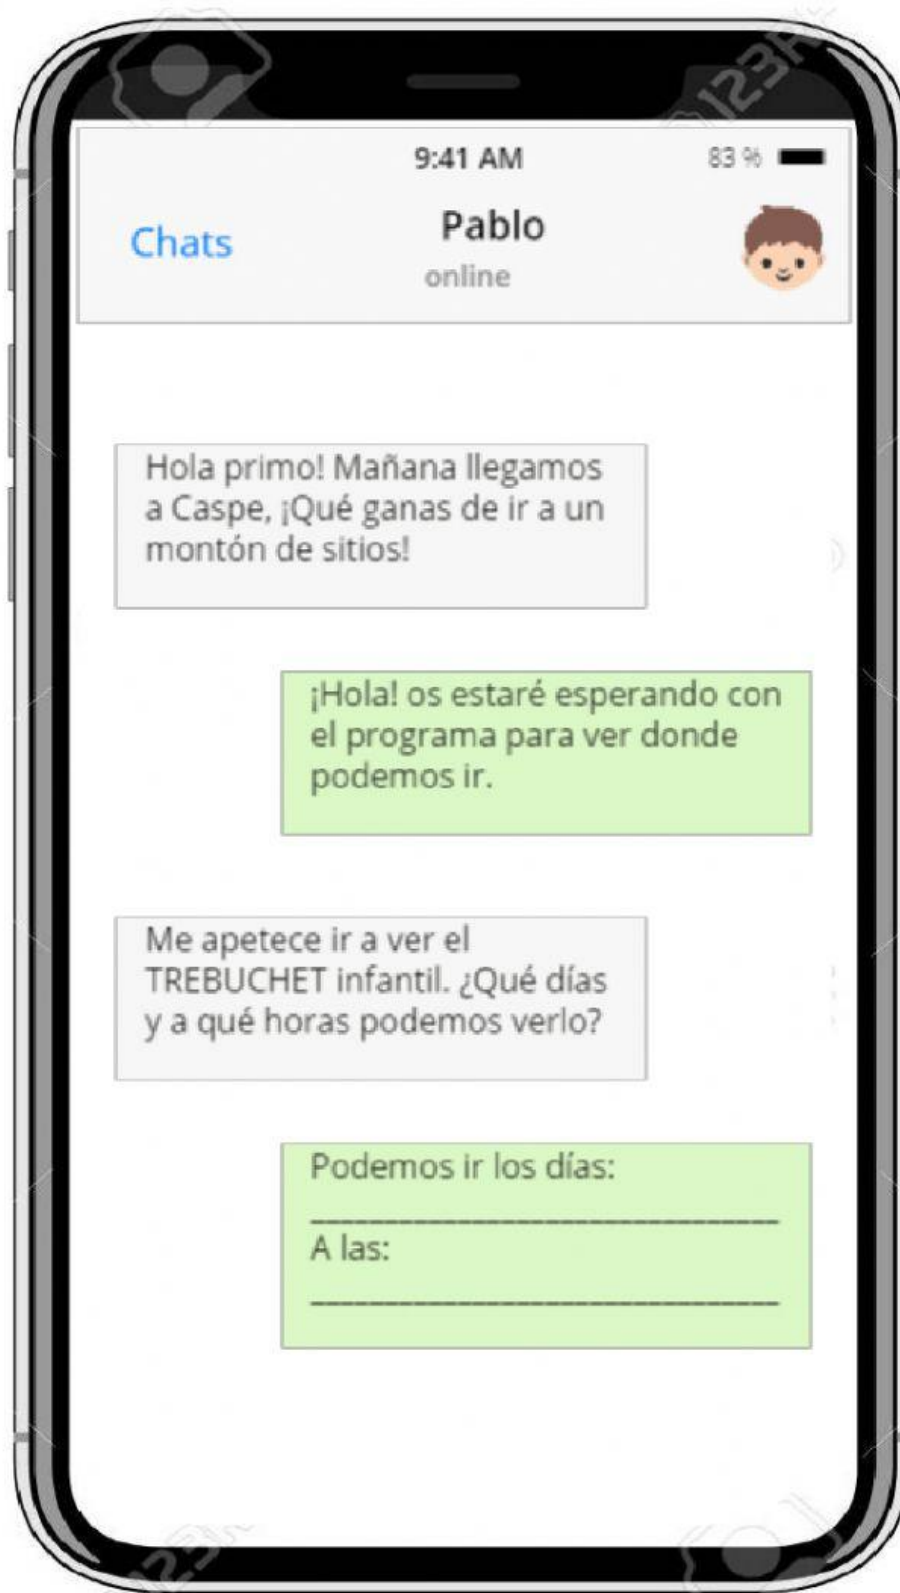 9:41 AM
83 %
Chats
Pablo
online
Hola primo! Mañana llegamos
a Caspe, ¡Qué ganas de ir a un
montón de sitios!
¡Hola! os estaré esperando con
el programa para ver donde
podemos ir.
Me apetece ir a ver el
TREBUCHET infantil. ¿Qué días
y a qué horas podemos verlo?
Podemos ir los días:
________________________________
A las:
________________________________